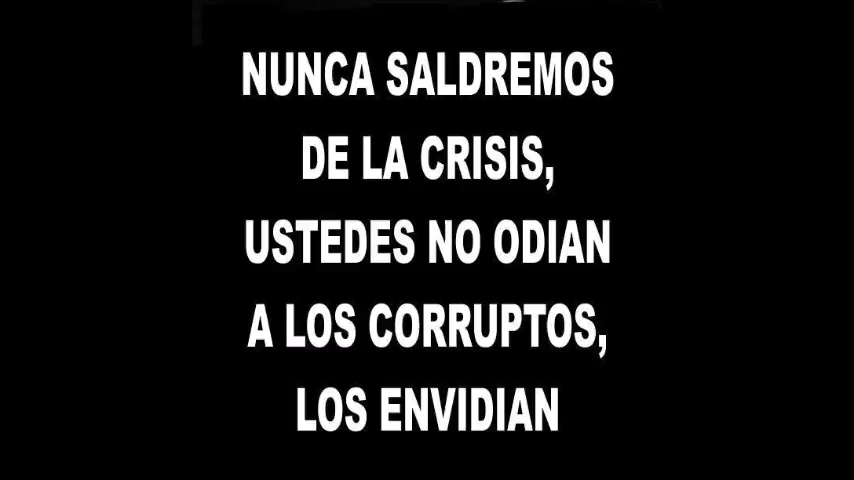 NUNCA SALDREMOS
DE LA CRISIS,
USTEDES NO ODIAN
A LOS CORRUPTOS,
LOS ENVIDIAN